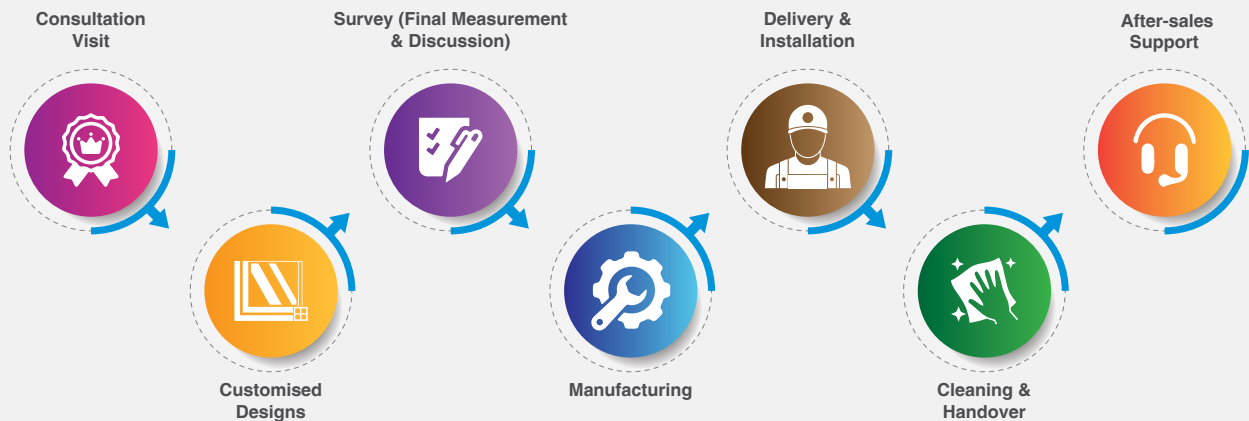 Consultation
Visit
Customised
Designs
Survey (Final Measurement
& Discussion)
Manufacturing
Delivery &
Installation
Cleaning &
Handover
After-sales
Support